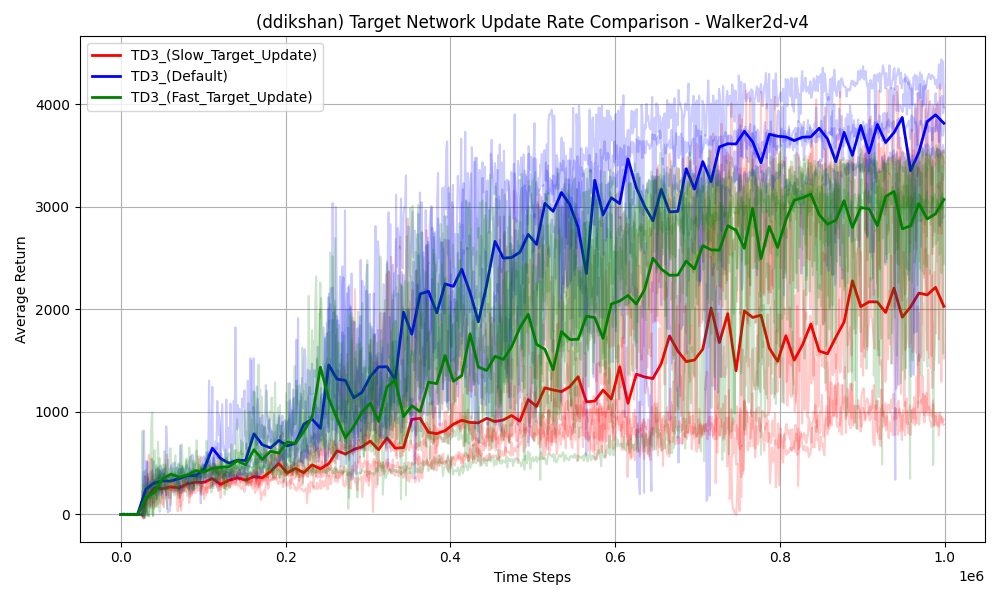 (ddikshan) Target Network Update Rate Comparison - Walker2d-v4
TD3_(Slow_Target_Update)
TD3_(Default)
TD3_(Fast_Target_Update)
Average Return
4000
3000
2000
1000
0
0.0 0.2 0.4 0.6 0.8 1.0
1e6
Time Steps